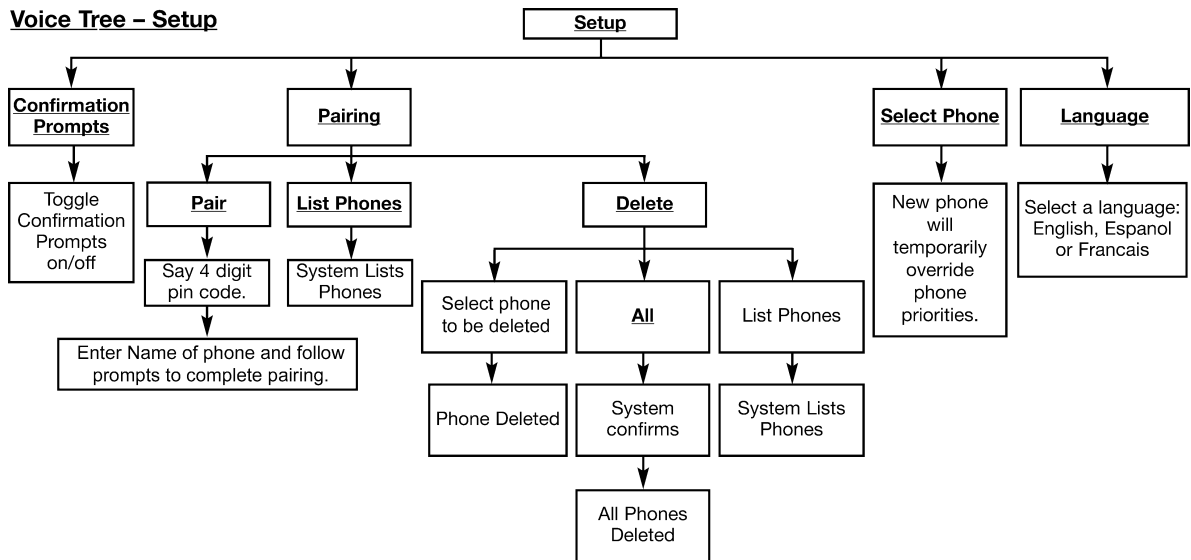 Voice Tree – Setup
Setup
Confirmation
Prompts
Pairing
Select Phone
Language
Toggle
Confirmation
Prompts
on/off
Pair
List Phones
Delete
New phone
will
temporarily
override
phone
priorities.
Select a language:
English, Espanol
or Francais
Say 4 digit
pin code.
System Lists
Phones
Select phone
to be deleted
All
List Phones
Enter Name of phone and follow
prompts to complete pairing.
Phone Deleted
System
confirms
System Lists
Phones
All Phones
Deleted